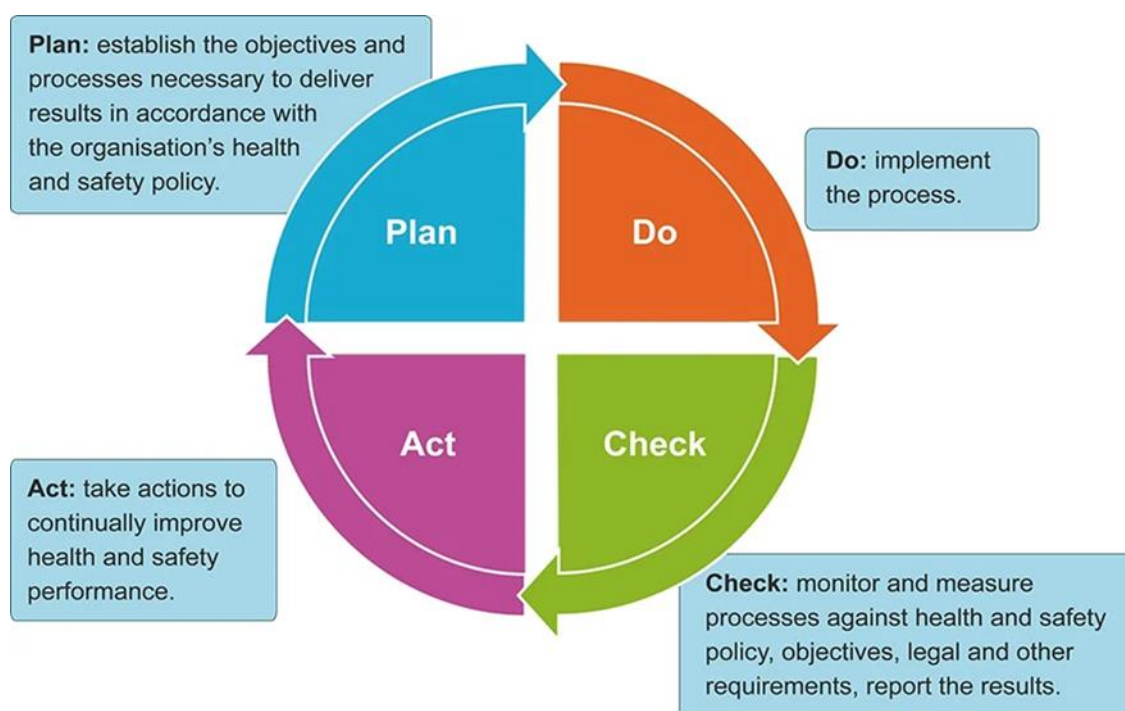 Plan: establish the objectives and
processes necessary to deliver
results in accordance with
the organisation's health
and safety policy.
Do: implement
the process.
Plan
Do
Act
Check
Act: take actions to
continually improve
health and safety
performance.
Check: monitor and measure
processes against health and safety
policy, objectives, legal and other
requirements, report the results.